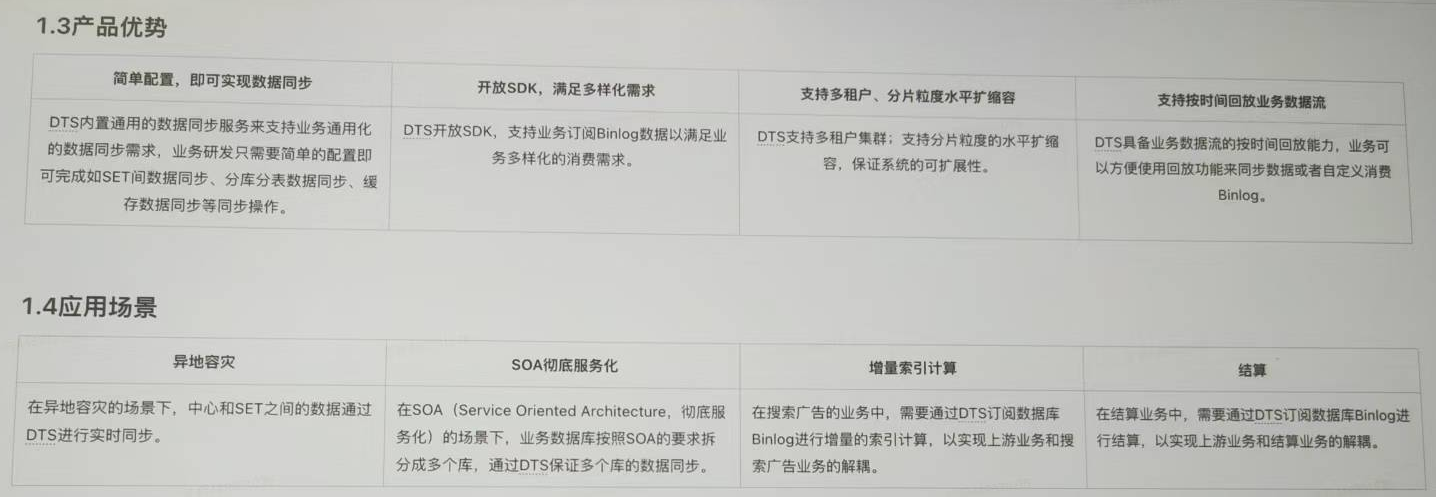 1.3产品优势
简单配置，即可实现数据同步
开放SDK，满足多样化需求
支持多租户、分片粒度水平扩缩容
支持按时间回放业务数据流
DTS内置通用的数据同步服务来支持业务通用化
的数据同步需求，业务研发只需要简单的配置即
可完成如SET间数据同步、分库分表数据同步、缓
存数据同步等同步操作。
DTS开放SDK，支持业务订阅Binlog数据以满足业
务多样化的消费需求。
DTS支持多租户集群；支持分片粒度的水平扩缩
容，保证系统的可扩展性。
DTS具备业务数据流的按时间回放能力，业务可
以方便使用回放功能来同步数据或者自定义消费
Binlog。
1.4应用场景
异地容灾
SOA彻底服务化
增量索引计算
结算
在异地容灾的场景下，中心和SET之间的数据通过
DTS进行实时同步。
在SOA（Service Oriented Architecture，彻底服
务化）的场景下，业务数据库按照SOA的要求拆
分成多个库，通过DTS保证多个库的数据同步。
在搜索广告的业务中，需要通过DTS订阅数据库
Binlog进行增量的索引计算，以实现上游业务和搜
索广告业务的解耦。
在结算业务中，需要通过DTS订阅数据库Binlog进
行结算，以实现上游业务和结算业务的解耦。